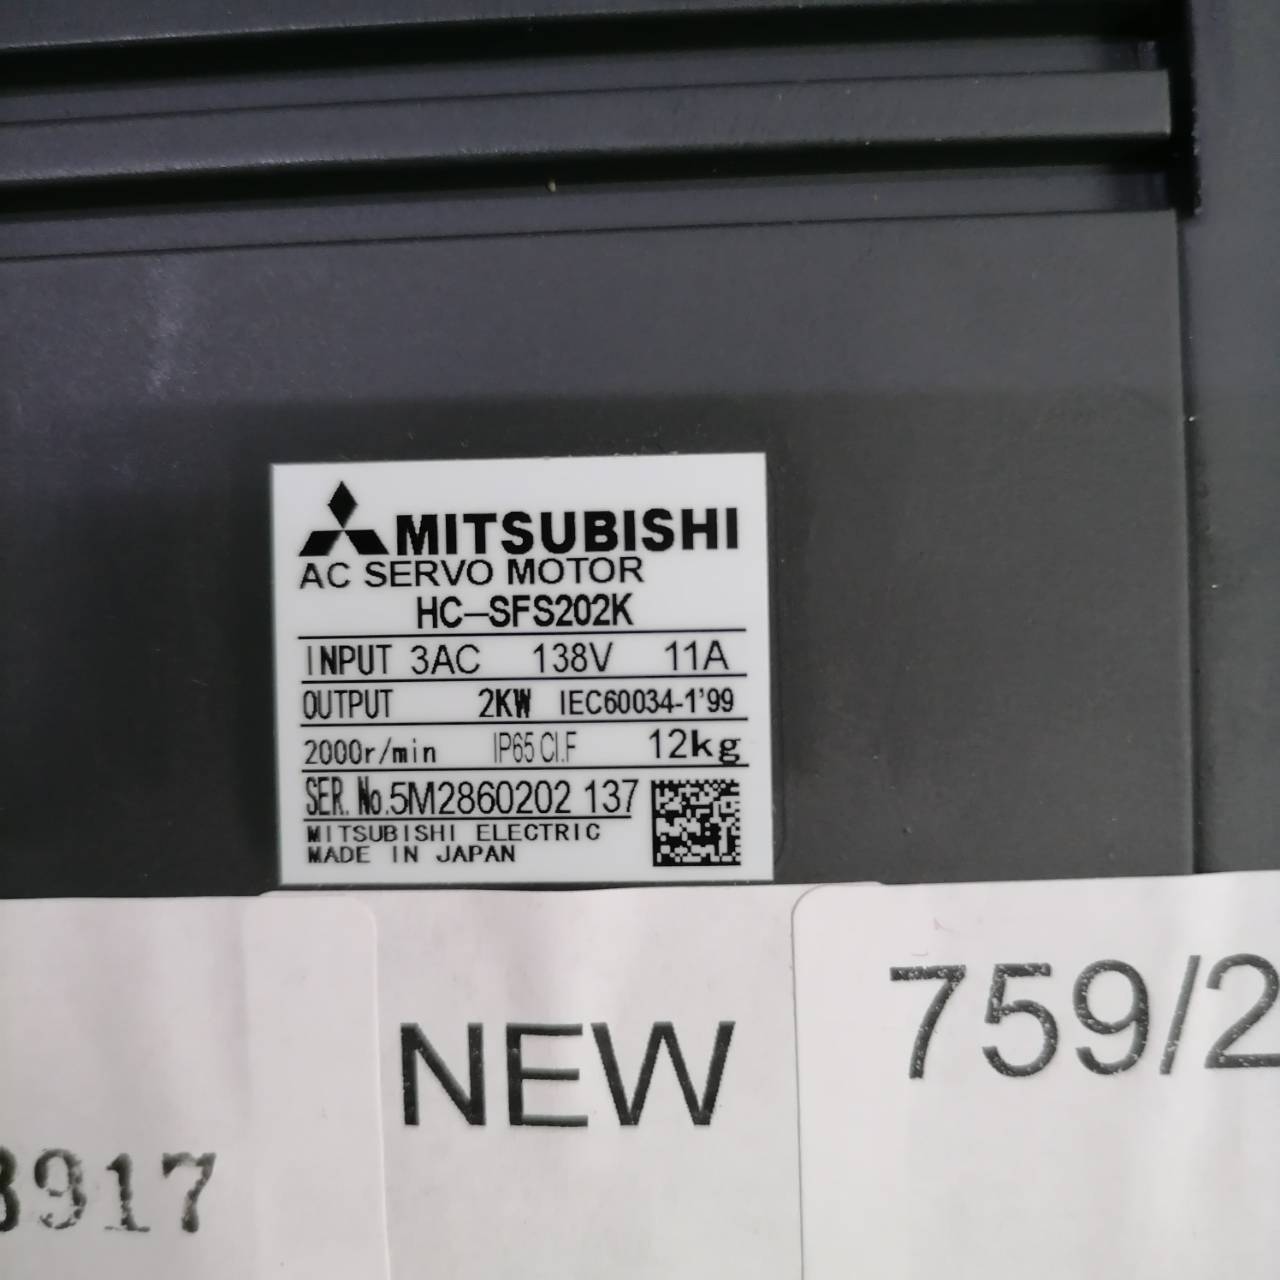 MITSUBISHI
AC SERVO MOTOR
HC-SFS202K
INPUT 3AC 138V 11A
OUTPUT 2KW IEC60034-1'99
2000r/min IP65 Cl.F 12kg
SER. No.5M2860202 137
MITSUBISHI ELECTRIC
MADE IN JAPAN
759/2
NEW
3917